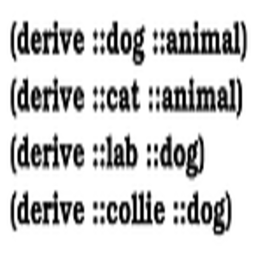 (derive ::dog ::animal)
(derive ::cat ::animal)
(derive ::lab ::dog)
(derive ::collie ::dog)